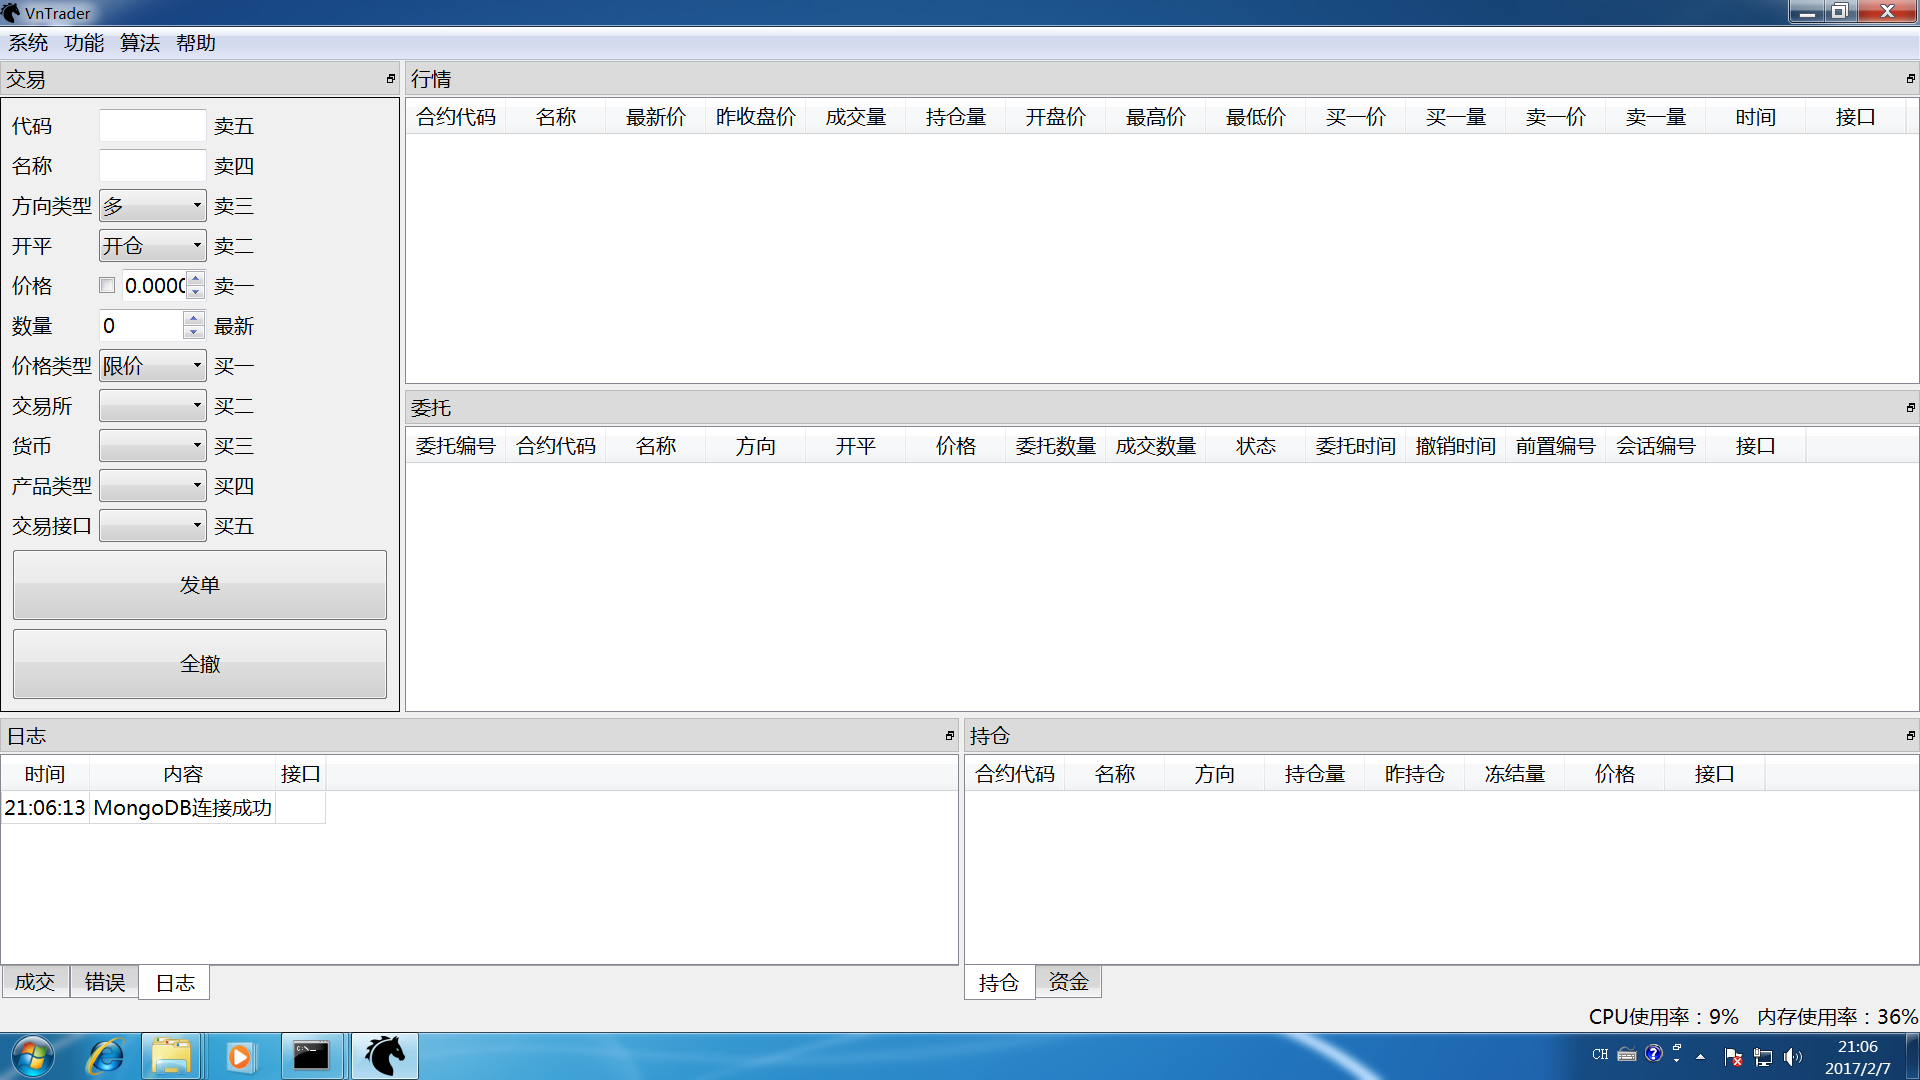 VnTrader
系统 功能 算法 帮助
交易
代码 卖五
名称 卖四
方向类型 多 卖三
开平 开仓 卖二
价格 0.0000 卖一
数量 0 最新
价格类型 限价 买一
交易所 买二
货币 买三
产品类型 买四
交易接口 买五
发单
全撤
行情
合约代码 名称 最新价 昨收盘价 成交量 持仓量 开盘价 最高价 最低价 买一价 买一量 卖一价 卖一量 时间 接口
委托
委托编号 合约代码 名称 方向 开平 价格 委托数量 成交数量 状态 委托时间 撤销时间 前置编号 会话编号 接口
日志
时间 内容 接口
21:06:13 MongoDB连接成功
成交 错误 日志
持仓
合约代码 名称 方向 持仓量 昨持仓 冻结量 价格 接口
持仓 资金
CPU使用率：9% 内存使用率：36%
CH
21:06
2017/2/7